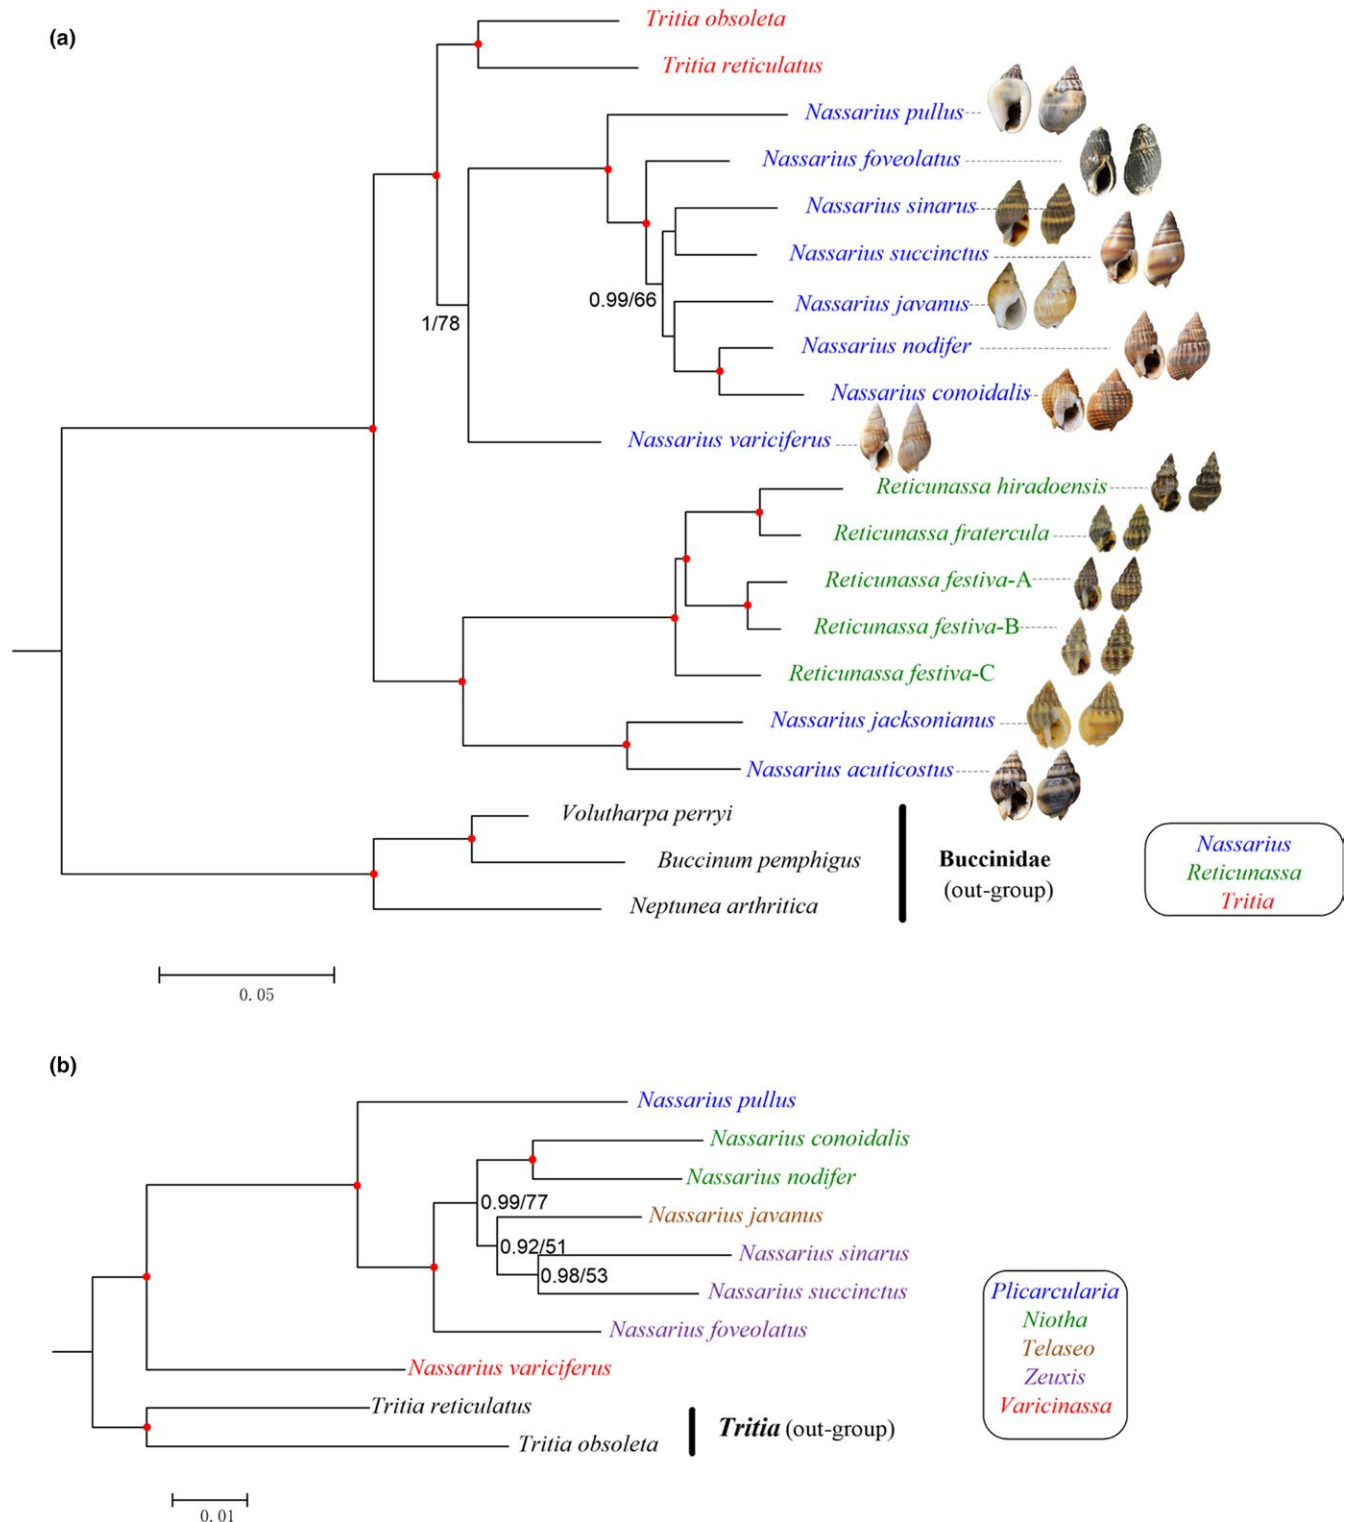 (a)
Tritia obsoleta
Tritia reticulatus
Nassarius pullus
Nassarius foveolatus
Nassarius sinarus
Nassarius succinctus
0.99/66
Nassarius javanus
1/78
Nassarius nodifer
Nassarius conoidalis
Nassarius variciferus
Reticunassa hiradoensis
Reticunassa fratercula
Reticunassa festiva-A
Reticunassa festiva-B
Reticunassa festiva-C
Nassarius jacksonianus
Nassarius acuticostus
Volutharpa perryi
Buccinum pemphigus
Neptunea arthritica
Buccinidae
(out-group)
Nassarius
Reticunassa
Tritia
0.05
(b)
Nassarius pullus
Nassarius conoidalis
Nassarius nodifer
0.99/77
Nassarius javanus
0.92/51
Nassarius sinarus
0.98/53
Nassarius succinctus
Nassarius foveolatus
Nassarius variciferus
Tritia reticulatus
Tritia obsoleta
Tritia (out-group)
Plicarcularia
Niotha
Telaseo
Zeuxis
Varicinassa
0.01